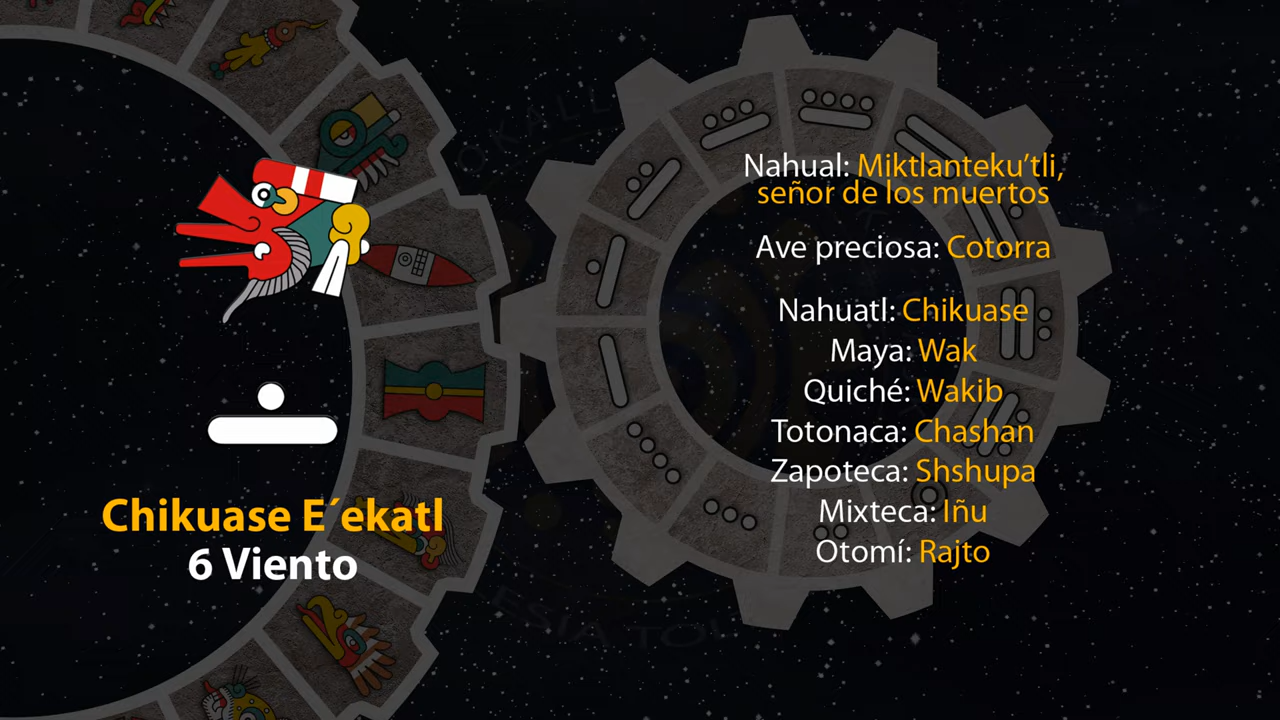 Chikuase E´ekatl
6 Viento
Nahual: Miktlanteku’tli,
señor de los muertos
Ave preciosa: Cotorra
Nahuatl: Chikuase
Maya: Wak
Quiché: Wakib
Totonaca: Chashan
Zapoteca: Shshupa
Mixteca: Iñu
Otomí: Rajto